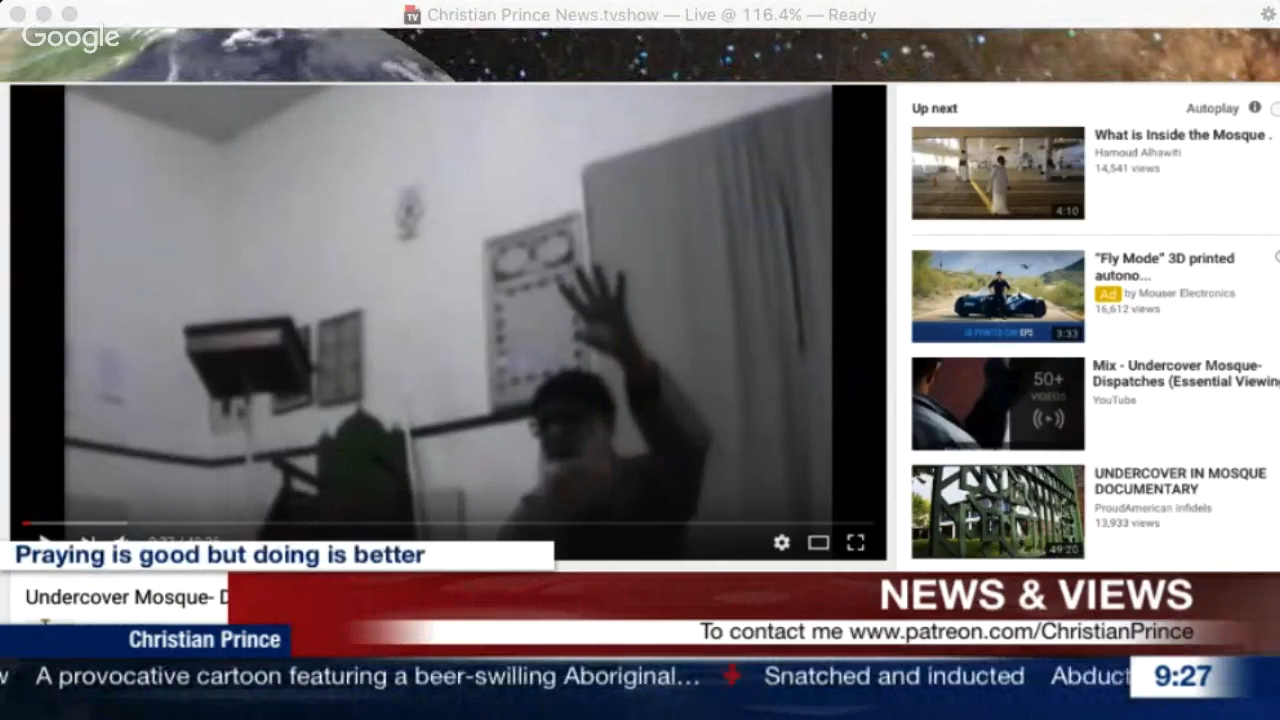 Christian Prince News.tvshow — Live @ 116.4% — Ready
TV
Google
Up next
Autoplay
What is Inside the Mosque .
Hamoud Alhawiti
14,541 views
4:10
"Fly Mode" 3D printed
autono...
Ad by Mouser Electronics
16,612 views
3:33
Mix - Undercover Mosque-
Dispatches (Essential Viewing
YouTube
50+
VIDEOS
UNDERCOVER IN MOSQUE
DOCUMENTARY
ProudAmerican Infidels
13,933 views
49:20
Praying is good but doing is better
Undercover Mosque- D
NEWS & VIEWS
To contact me www.patreon.com/ChristianPrince
Christian Prince
A provocative cartoon featuring a beer-swilling Aboriginal... Snatched and inducted Abduct
9:27